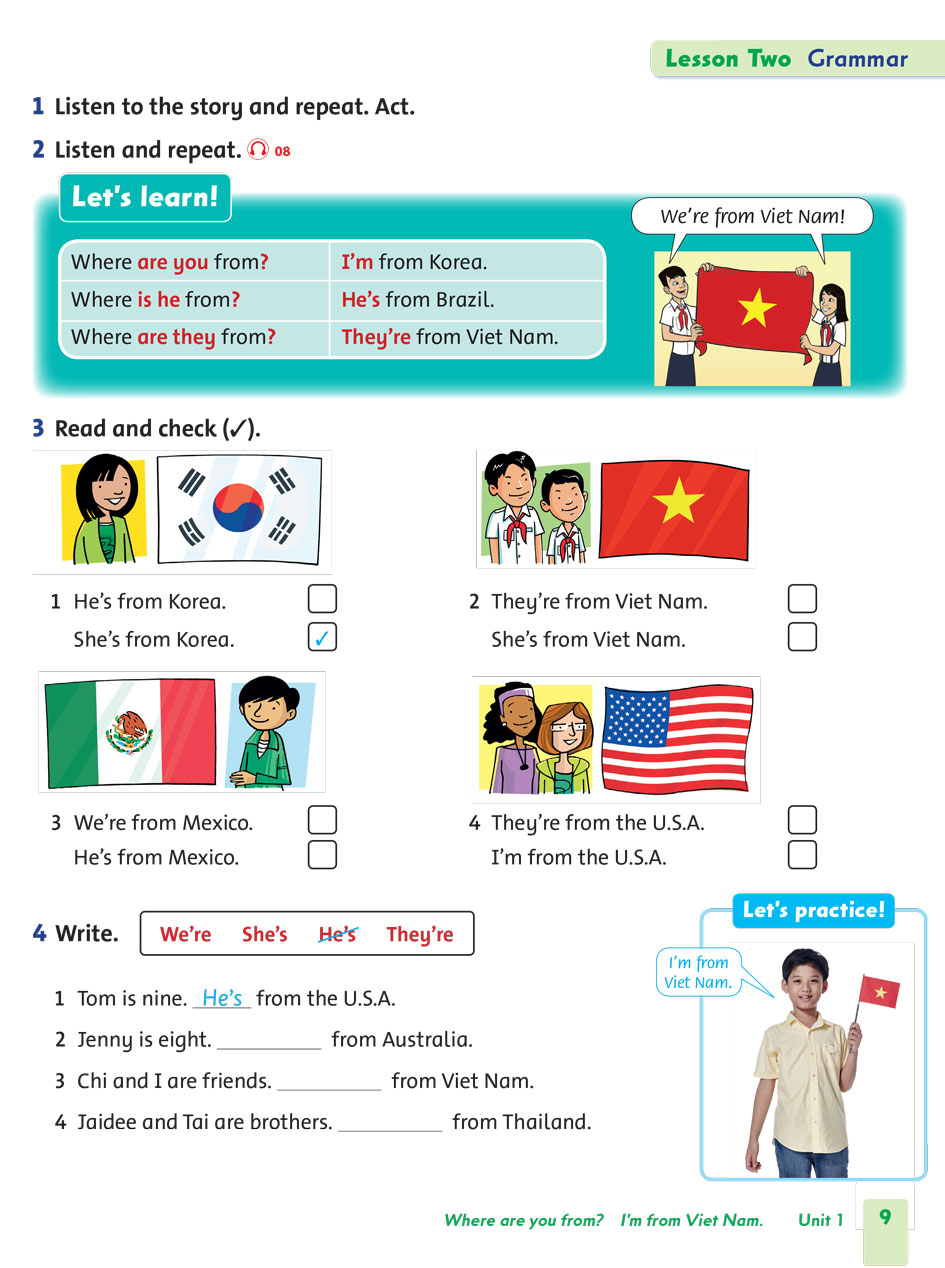 Lesson Two Grammar
1 Listen to the story and repeat. Act.
2 Listen and repeat. 08
Let's learn!
We're from Viet Nam!
Where are you from? I'm from Korea.
Where is he from? He's from Brazil.
Where are they from? They're from Viet Nam.
3 Read and check (✓).
1 He's from Korea.
She's from Korea. ✓
2 They're from Viet Nam.
She's from Viet Nam.
3 We're from Mexico.
He's from Mexico.
4 They're from the U.S.A.
I'm from the U.S.A.
4 Write.
We're She's He's They're
1 Tom is nine. He's from the U.S.A.
2 Jenny is eight. __________ from Australia.
3 Chi and I are friends. __________ from Viet Nam.
4 Jaidee and Tai are brothers. __________ from Thailand.
Let's practice!
I'm from
Viet Nam.
Where are you from? I'm from Viet Nam. Unit 1 9